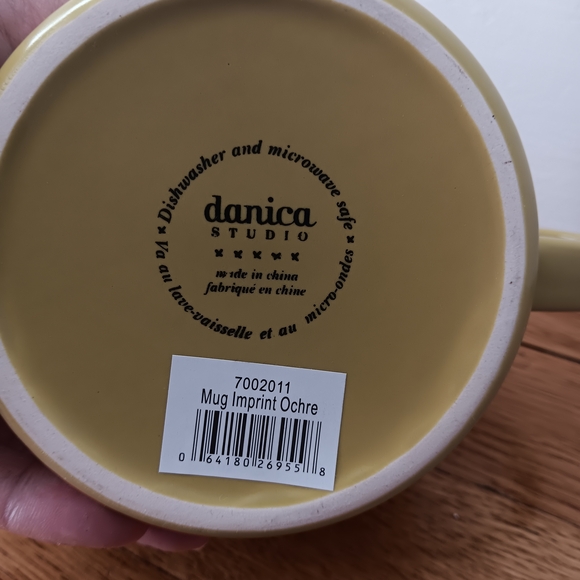 Dishwasher and microwave safe
danica
STUDIO
made in china
fabriqué en chine
Va au lave-vaisselle et au micro-ondes
7002011
Mug Imprint Ochre
0 64180 26955 8